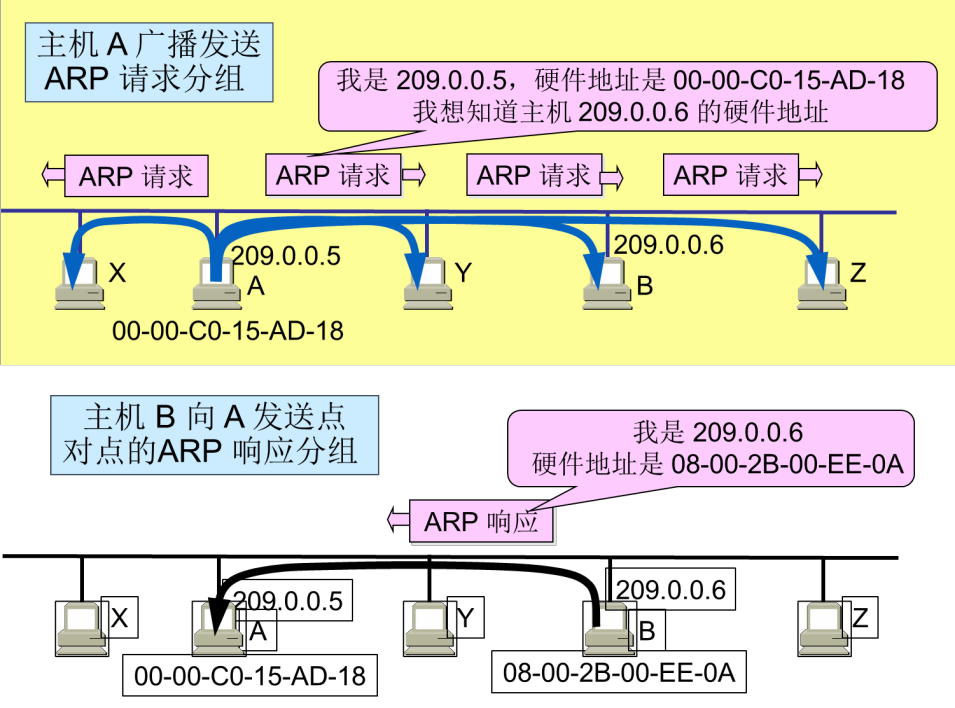 主机 A 广播发送
ARP 请求分组
我是 209.0.0.5，硬件地址是 00-00-C0-15-AD-18
我想知道主机 209.0.0.6 的硬件地址
ARP 请求
ARP 请求
ARP 请求
ARP 请求
209.0.0.5
209.0.0.6
X
A
Y
B
Z
00-00-C0-15-AD-18
主机 B 向 A 发送点
对点的ARP 响应分组
我是 209.0.0.6
硬件地址是 08-00-2B-00-EE-0A
ARP 响应
209.0.0.5
209.0.0.6
X
A
Y
B
Z
00-00-C0-15-AD-18
08-00-2B-00-EE-0A